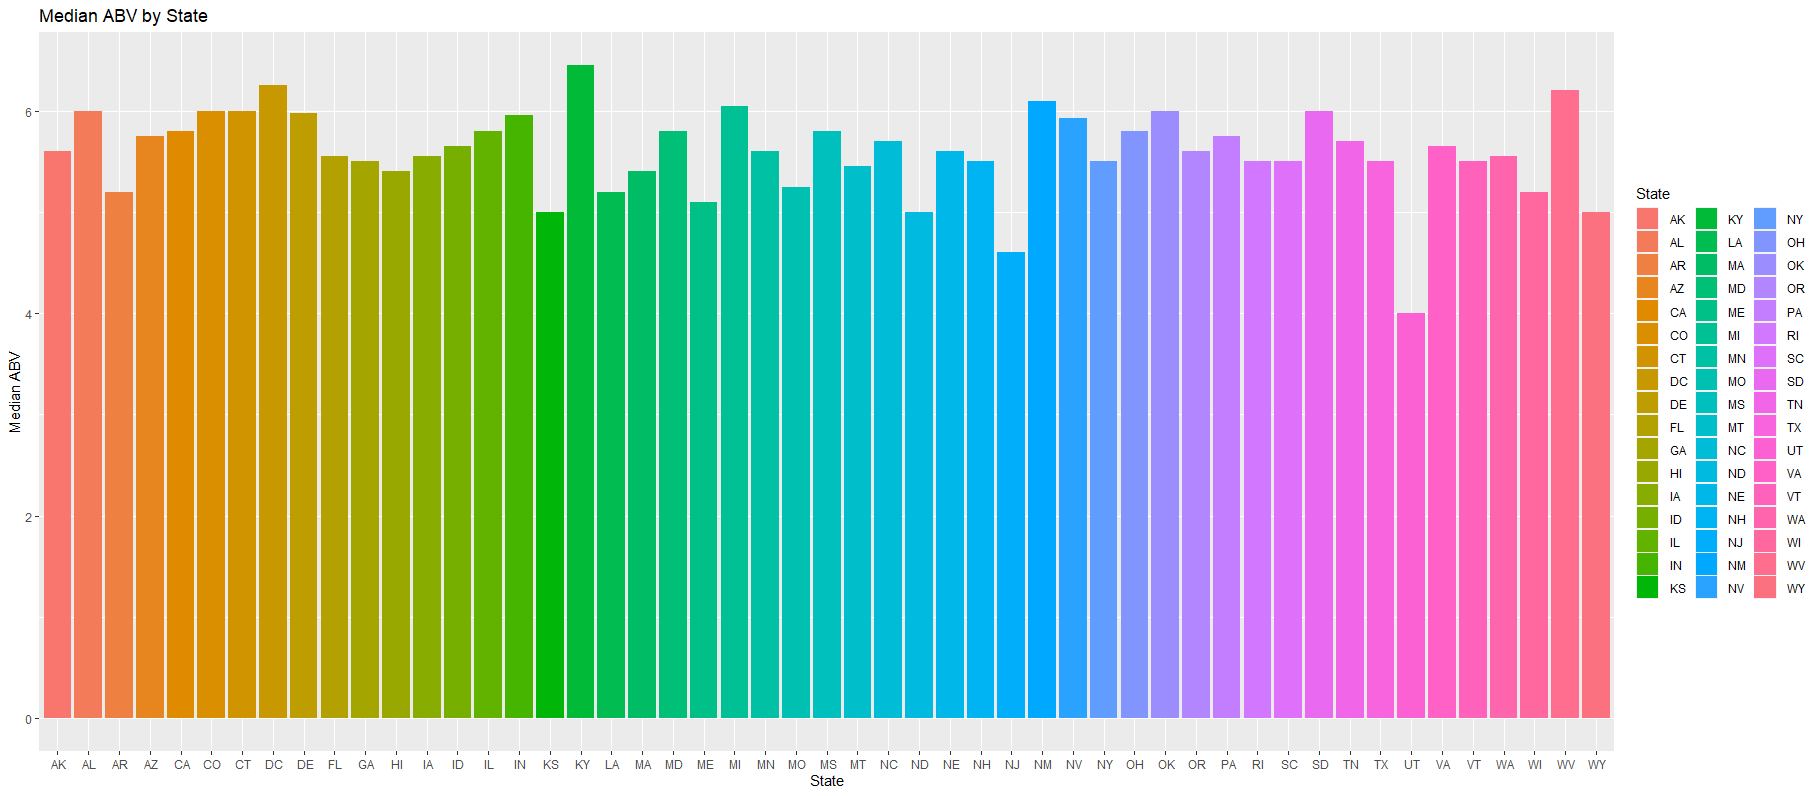 Median ABV by State
Median ABV
6
4
2
0
AK AL AR AZ CA CO CT DC DE FL GA HI IA ID IL IN KS KY LA MA MD ME MI MN MO MS MT NC ND NE NH NJ NM NV NY OH OK OR PA RI SC SD TN TX UT VA VT WA WI WV WY
State
State
AK KY NY
AL LA OH
AR MA OK
AZ MD OR
CA ME PA
CO MI RI
CT MN SC
DC MO SD
DE MS TN
FL MT TX
GA NC UT
HI ND VA
IA NE VT
ID NH WA
IL NJ WI
IN NM WV
KS NV WY